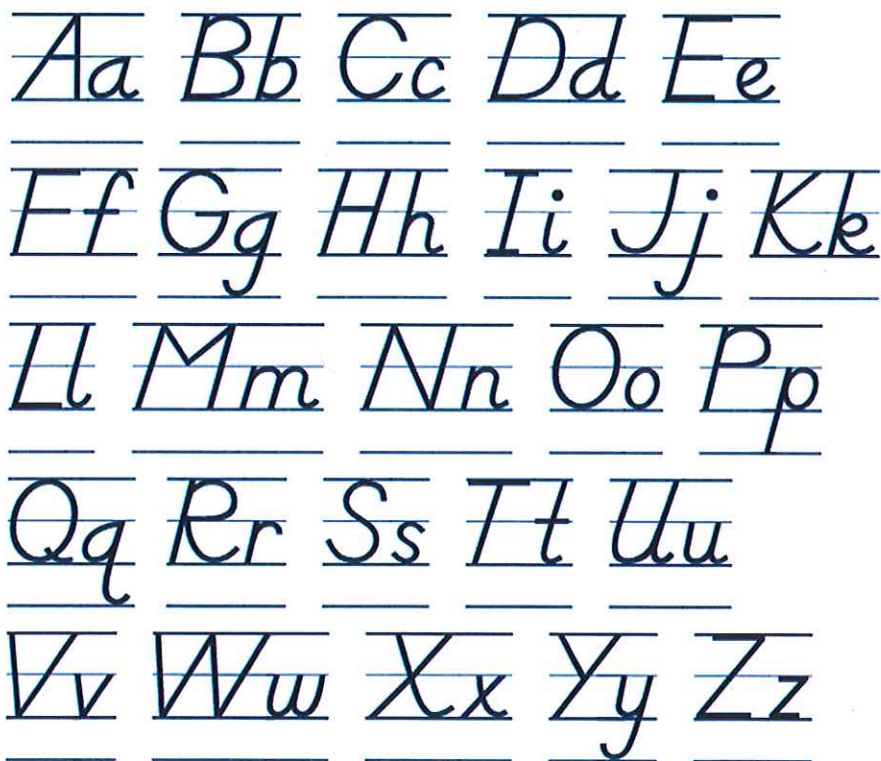 Aa Bb Cc Dd Ee
Ff Gg Hh Ii Jj Kk
Ll Mm Nn Oo Pp
Qq Rr Ss Tt Uu
Vv Ww Xx Yy Zz